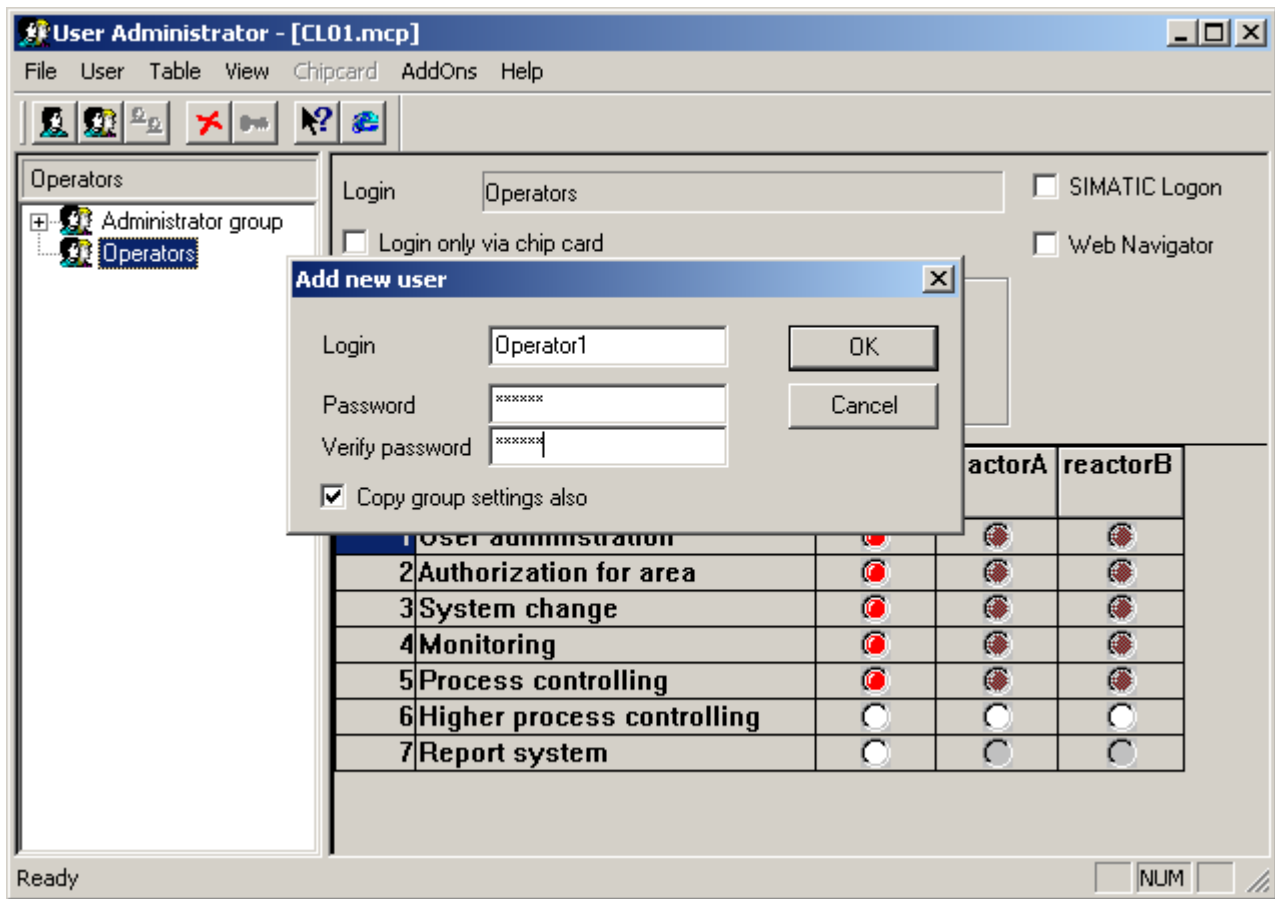 User Administrator - [CL01.mcp]
File User Table View Chipcard AddOns Help
Operators
Administrator group
Operators
Login Operators
SIMATIC Logon
Login only via chip card
Web Navigator
Add new user
Login Operator1
OK
Password ******
Cancel
Verify password ******
Copy group settings also
actorA reactorB
1 User administration
2 Authorization for area
3 System change
4 Monitoring
5 Process controlling
6 Higher process controlling
7 Report system
Ready
NUM